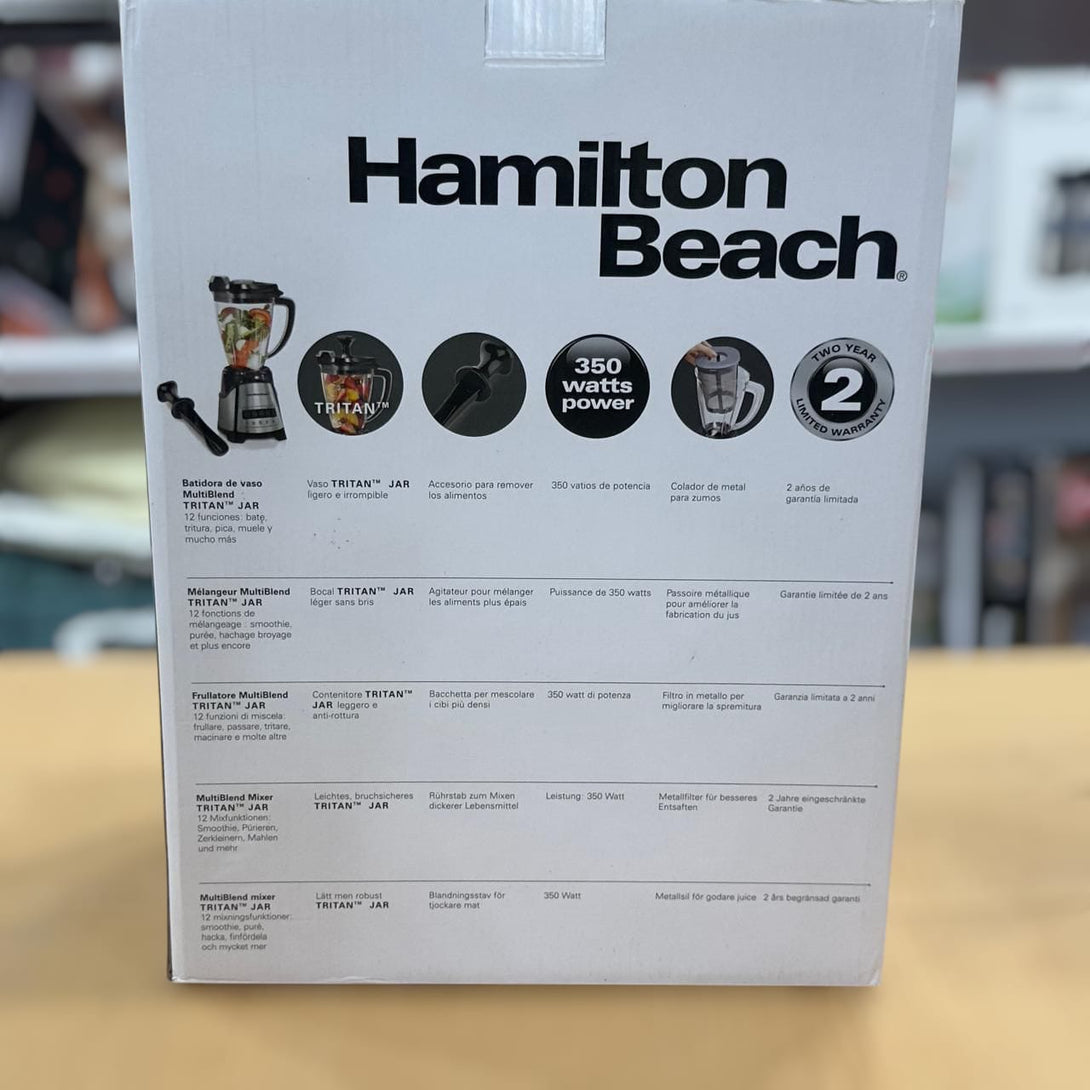 Hamilton
Beach®
TRITAN™
350
watts
power
TWO YEAR
2
LIMITED WARRANTY
Batidora de vaso
MultiBlend
TRITAN™ JAR
12 funciones: bate,
tritura, pica, muele y
mucho más
Vaso TRITAN™ JAR
ligero e irrompible
Accesorio para remover
los alimentos
350 vatios de potencia
Colador de metal
para zumos
2 años de
garantía limitada
Mélangeur MultiBlend
TRITAN™ JAR
12 fonctions de
mélangeage : smoothie,
purée, hachage broyage
et plus encore
Bocal TRITAN™ JAR
léger sans bris
Agitateur pour mélanger
les aliments plus épais
Puissance de 350 watts
Passoire métallique
pour améliorer la
fabrication du jus
Garantie limitée de 2 ans
Frullatore MultiBlend
TRITAN™ JAR
12 funzioni di miscela:
frullare, passare, tritare,
macinare e molte altre
Contenitore TRITAN™
JAR leggero e
anti-rottura
Bacchetta per mescolare
i cibi più densi
350 watt di potenza
Filtro in metallo per
migliorare la spremitura
Garanzia limitata a 2 anni
MultiBlend Mixer
TRITAN™ JAR
12 Mixfunktionen:
Smoothie, Pürieren,
Zerkleinern, Mahlen
und mehr
Leichtes, bruchsicheres
TRITAN™ JAR
Rührstab zum Mixen
dickerer Lebensmittel
Leistung: 350 Watt
Metallfilter für besseres
Entsaften
2 Jahre eingeschränkte
Garantie
MultiBlend mixer
TRITAN™ JAR
12 mixningsfunktioner:
smoothie, puré,
hacka, finfördela
och mycket mer
Lätt men robust
TRITAN™ JAR
Blandningsstav för
tjockare mat
350 Watt
Metallsil för godare juice
2 års begränsad garanti